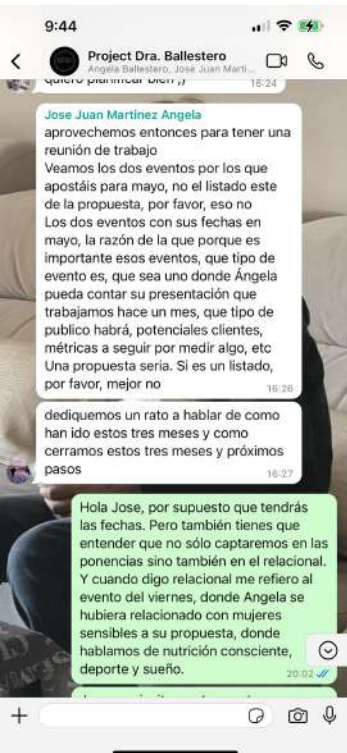 9:44
Project Dra. Ballestero
Angela Ballestero, Jose Juan Marti...
quiero planificar bien ;)
16:24
Jose Juan Martinez Angela
aprovechemos entonces para tener una
reunión de trabajo
Veamos los dos eventos por los que
apostáis para mayo, no el listado este
de la propuesta, por favor, eso no
Los dos eventos con sus fechas en
mayo, la razón de la que porque es
importante esos eventos, que tipo de
evento es, que sea uno donde Ángela
pueda contar su presentación que
trabajamos hace un mes, que tipo de
publico habrá, potenciales clientes,
métricas a seguir por medir algo, etc
Una propuesta seria. Si es un listado,
por favor, mejor no
16:26
dediquemos un rato a hablar de como
han ido estos tres meses y como
cerramos estos tres meses y próximos
pasos
16:27
Hola Jose, por supuesto que tendrás
las fechas. Pero también tienes que
entender que no sólo captaremos en las
ponencias sino también en el relacional.
Y cuando digo relacional me refiero al
evento del viernes, donde Angela se
hubiera relacionado con mujeres
sensibles a su propuesta, donde
hablamos de nutrición consciente,
deporte y sueño.
20:02